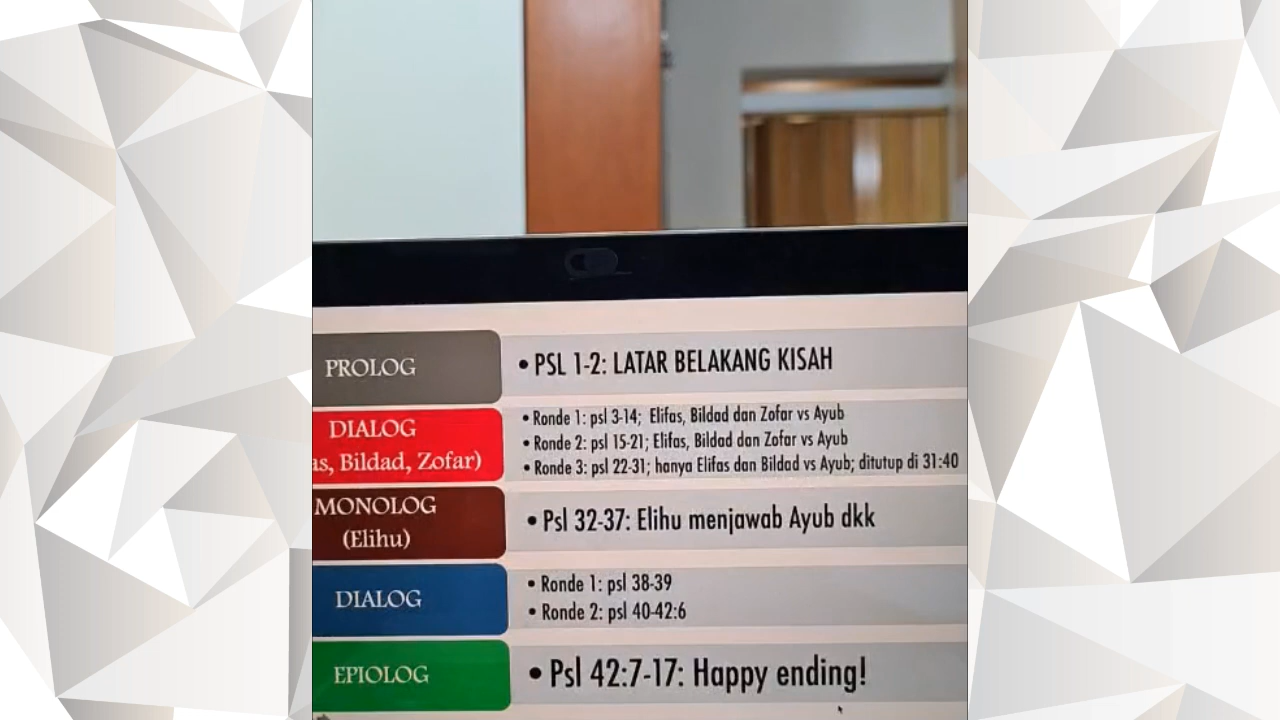 PROLOG
• PSL 1-2: LATAR BELAKANG KISAH
DIALOG
as, Bildad, Zofar)
• Ronde 1: psl 3-14; Elifas, Bildad dan Zofar vs Ayub
• Ronde 2: psl 15-21; Elifas, Bildad dan Zofar vs Ayub
• Ronde 3: psl 22-31; hanya Elifas dan Bildad vs Ayub; ditutup di 31:40
MONOLOG
(Elihu)
• Psl 32-37: Elihu menjawab Ayub dkk
DIALOG
• Ronde 1: psl 38-39
• Ronde 2: psl 40-42:6
EPIOLOG
• Psl 42:7-17: Happy ending!